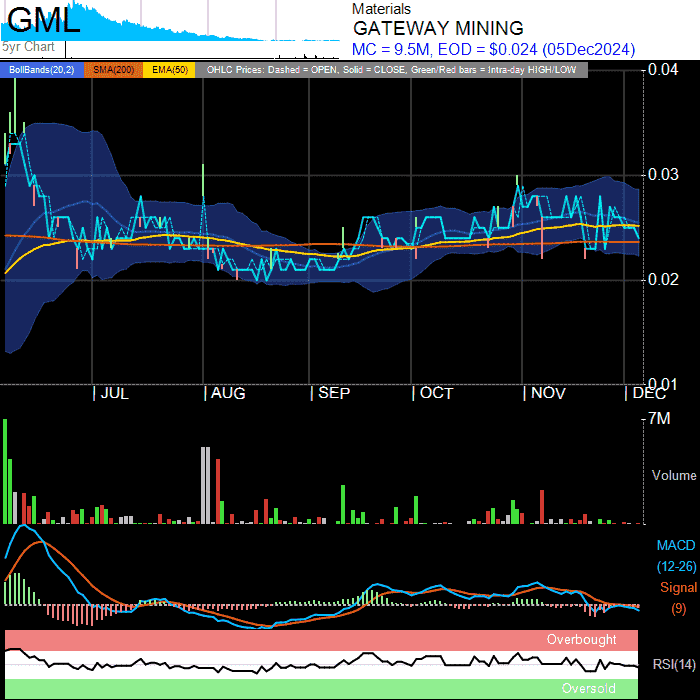 GML
5yr Chart
Materials
GATEWAY MINING
MC = 9.5M, EOD = $0.024 (05Dec2024)
BollBands(20,2) SMA(200) EMA(50) OHLC Prices: Dashed = OPEN, Solid = CLOSE, Green/Red bars = Intra-day HIGH/LOW
0.04
0.03
0.02
0.01
| JUL | AUG | SEP | OCT | NOV | DEC
7M
Volume
MACD
(12-26)
Signal
(9)
Overbought
RSI(14)
Oversold